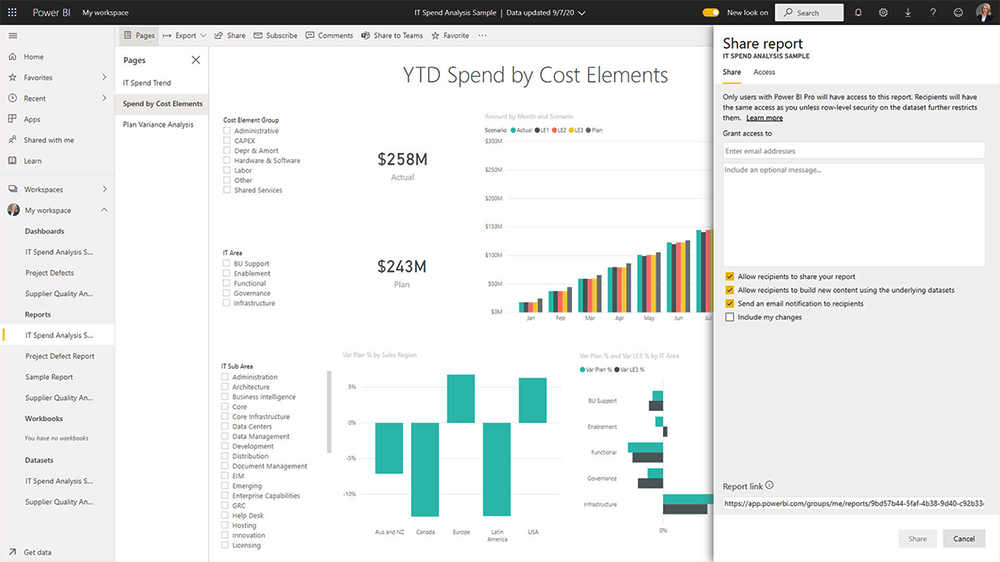 Power BI My workspace
IT Spend Analysis Sample | Data updated 9/7/20
New look on
Search
Home
Favorites
Recent
Apps
Shared with me
Learn
Workspaces
My workspace
Dashboards
IT Spend Analysis S...
Project Defects
Supplier Quality An...
Reports
IT Spend Analysis S...
Project Defect Report
Sample Report
Supplier Quality An...
Workbooks
You have no workbooks
Datasets
IT Spend Analysis S...
Supplier Quality An...
Get data
Pages Export Share Subscribe Comments Share to Teams Favorite ...
Pages
IT Spend Trend
Spend by Cost Elements
Plan Variance Analysis
YTD Spend by Cost Elements
Cost Element Group
Administrative
CAPEX
Depr & Amort
Hardware & Software
Labor
Other
Shared Services
$258M
Actual
IT Area
BU Support
Enablement
Functional
Governance
Infrastructure
$243M
Plan
IT Sub Area
Administration
Architecture
Business Intelligence
Core
Core Infrastructure
Data Centers
Data Management
Development
Distribution
Document Management
EIM
Emerging
Enterprise Capabilities
GRC
Help Desk
Hosting
Innovation
Licensing
Amount by Month and Scenario
Scenario Actual LE1 LE2 LE3 Plan
$300M
$200M
$150M
$100M
$50M
$0M
Jan Feb Mar Apr May Jun Jul
Var Plan % by Sales Region
5%
0%
-5%
-10%
Aus and NZ Canada Europe Latin America USA
Var Plan % and Var LE3 % by IT Area
Var Plan % Var LE3 %
BU Support
Enablement
Functional
Governance
Infrastructure
0%
Share report
IT SPEND ANALYSIS SAMPLE
Share Access
Only users with Power BI Pro will have access to this report. Recipients will have
the same access as you unless row-level security on the dataset further restricts
them. Learn more
Grant access to
Enter email addresses
Include an optional message...
Allow recipients to share your report
Allow recipients to build new content using the underlying datasets
Send an email notification to recipients
Include my changes
Report link
https://app.powerbi.com/groups/me/reports/9bd57b44-5faf-4b38-9d40-c92b33
Share Cancel